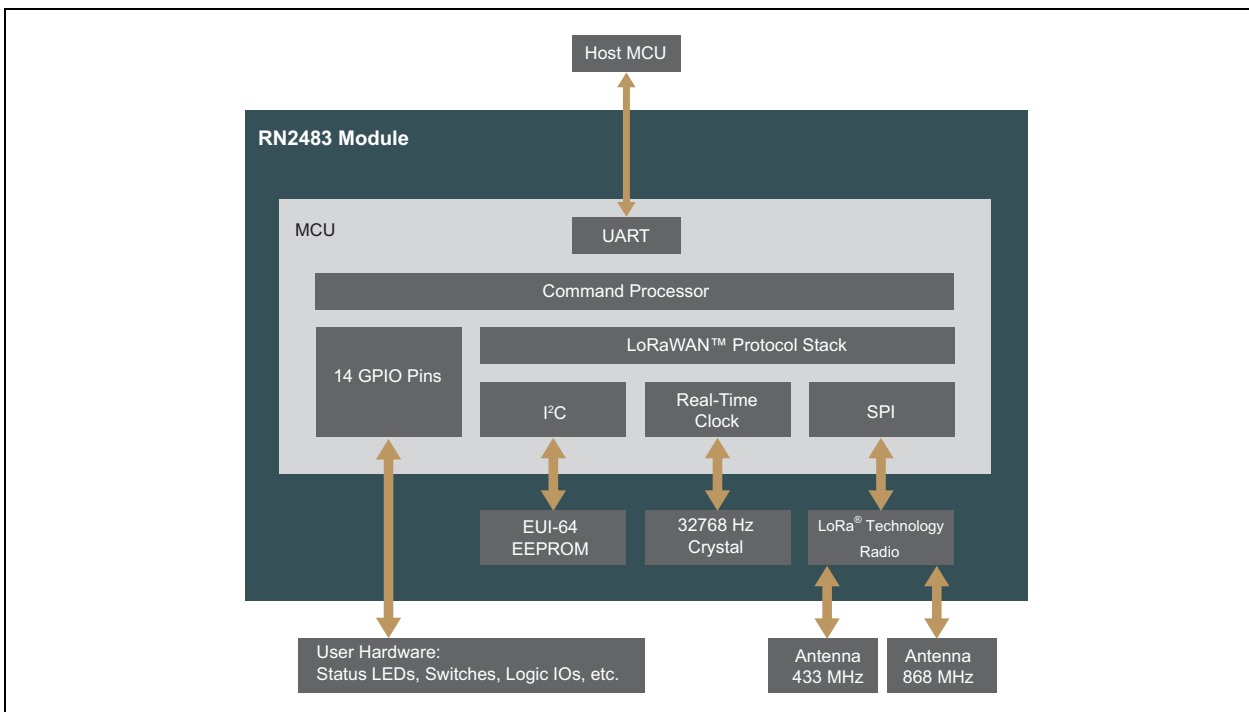 Host MCU
RN2483 Module
MCU
UART
Command Processor
LoRaWAN™ Protocol Stack
14 GPIO Pins
I²C
Real-Time
Clock
SPI
EUI-64
EEPROM
32768 Hz
Crystal
LoRa® Technology
Radio
User Hardware:
Status LEDs, Switches, Logic IOs, etc.
Antenna
433 MHz
Antenna
868 MHz